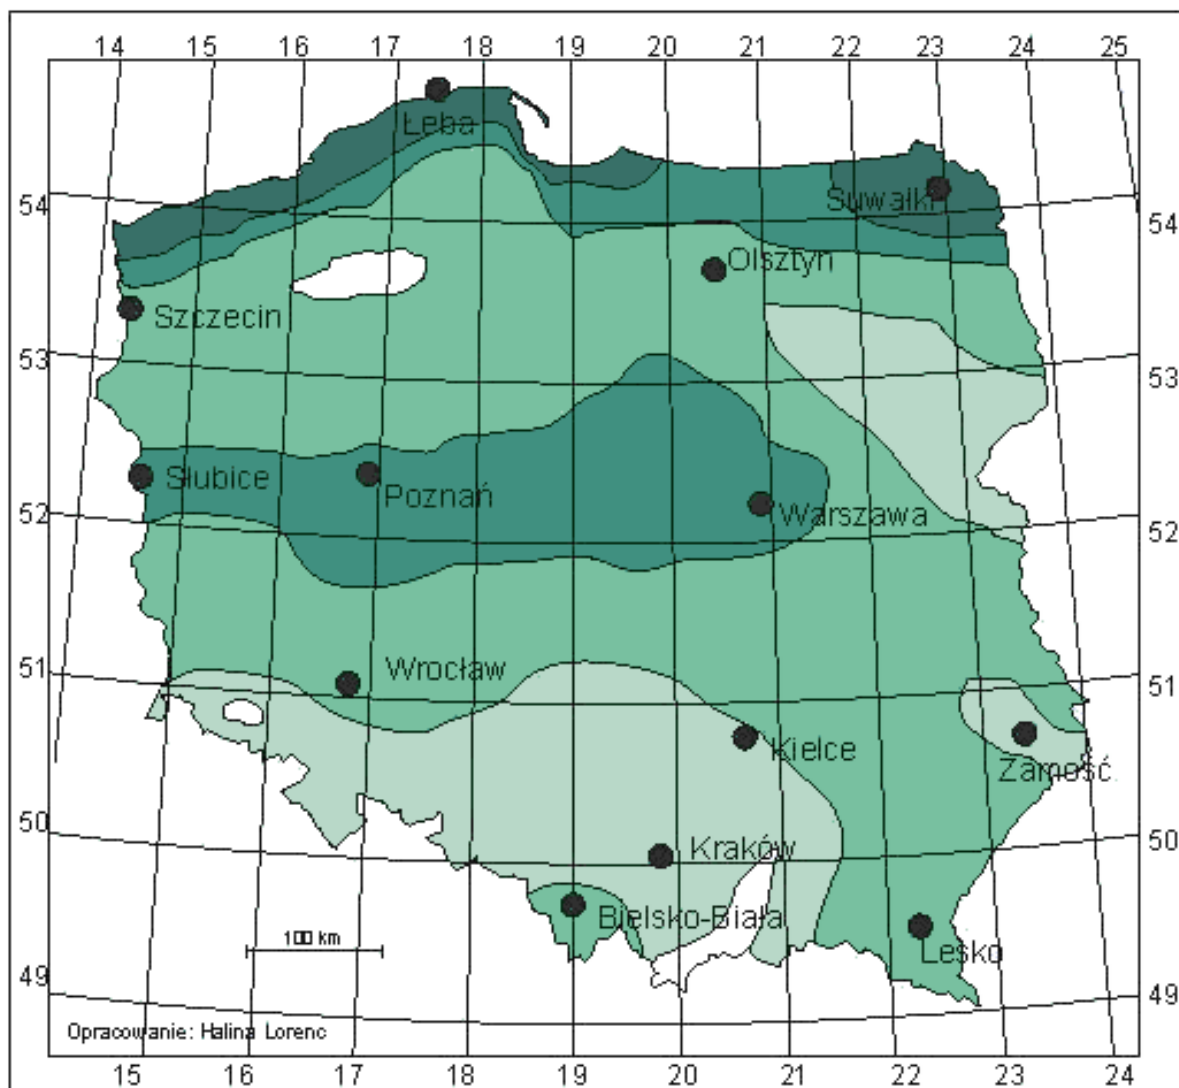 14 15 16 17 18 19 20 21 22 23 24 25
Łeba
Suwałki
54
54
Olsztyn
Szczecin
53
53
Słubice
Poznań
Warszawa
52
52
Wrocław
51
51
Kielce
Zamość
50
50
Kraków
Bielsko-Biała
100 km
Lesko
49
49
Opracowanie: Halina Lorenc
15 16 17 18 19 20 21 22 23 24